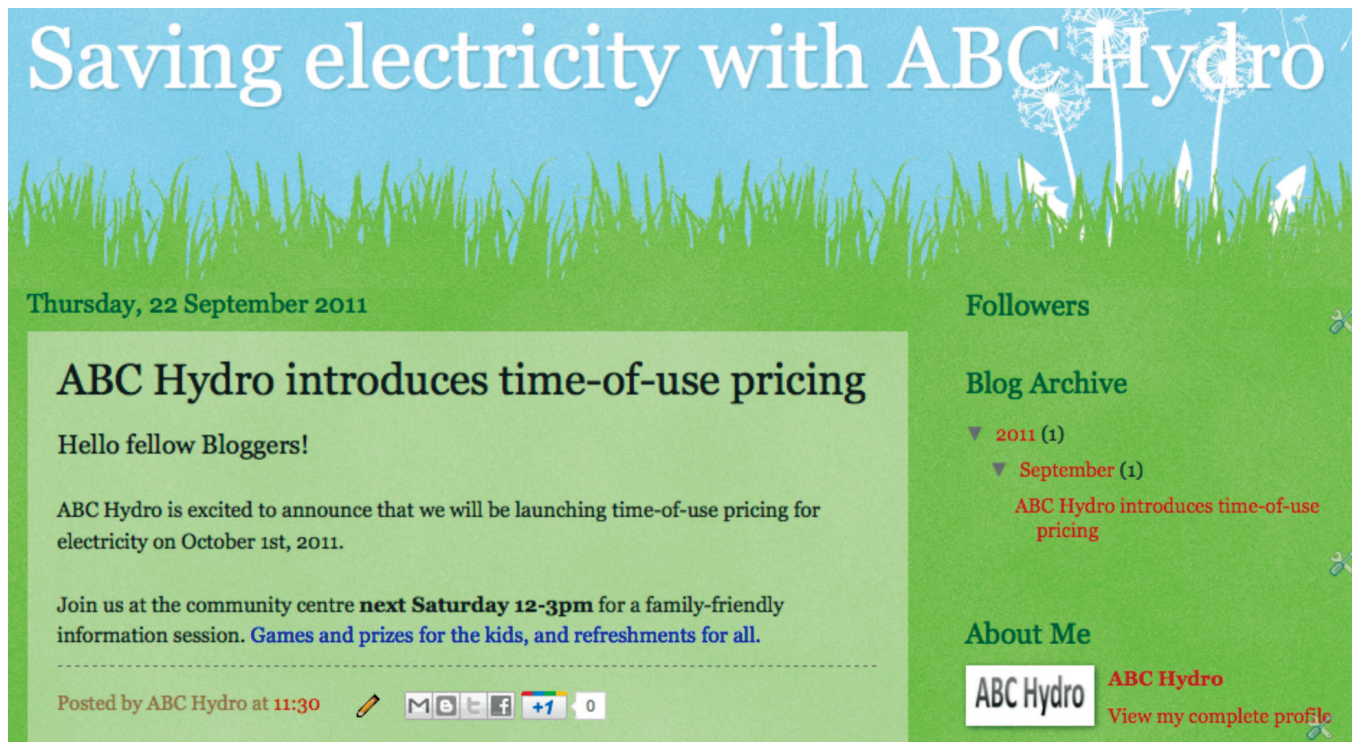 Saving electricity with ABC Hydro
Thursday, 22 September 2011
ABC Hydro introduces time-of-use pricing
Hello fellow Bloggers!
ABC Hydro is excited to announce that we will be launching time-of-use pricing for
electricity on October 1st, 2011.
Join us at the community centre next Saturday 12-3pm for a family-friendly
information session. Games and prizes for the kids, and refreshments for all.
Posted by ABC Hydro at 11:30
M B t f +1 0
Followers
Blog Archive
▼ 2011 (1)
▼ September (1)
ABC Hydro introduces time-of-use
pricing
About Me
ABC Hydro
ABC Hydro
View my complete profile